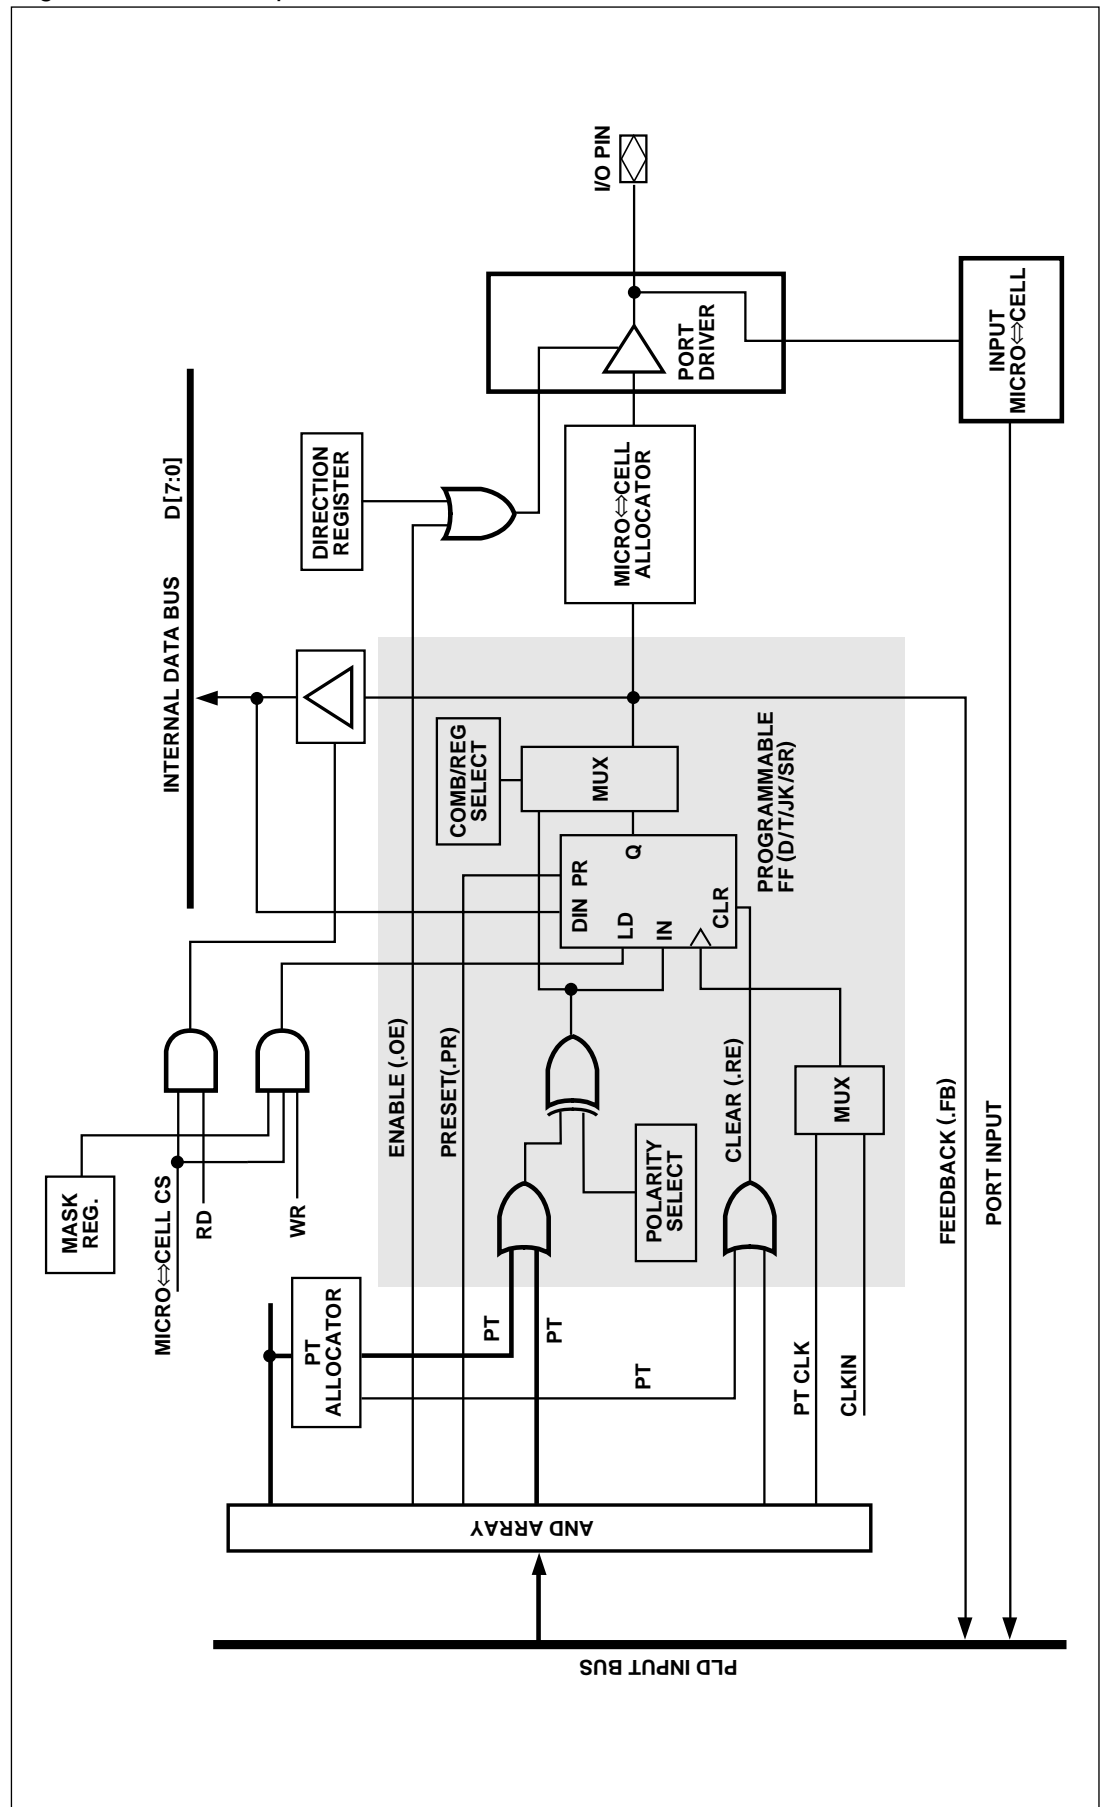 MASK
REG.
MICRO⇔CELL CS
RD
WR
INTERNAL DATA BUS D[7:0]
DIRECTION
REGISTER
PT
ALLOCATOR
ENABLE (.OE)
PRESET(.PR)
COMB/REG
SELECT
PT
PT
PT
DIN PR
LD
IN
Q
CLR
MUX
MICRO⇔CELL
ALLOCATOR
PORT
DRIVER
I/O PIN
POLARITY
SELECT
CLEAR (.RE)
PROGRAMMABLE
FF (D/T/JK/SR)
PT CLK
CLKIN
MUX
FEEDBACK (.FB)
PORT INPUT
INPUT
MICRO⇔CELL
AND ARRAY
PLD INPUT BUS